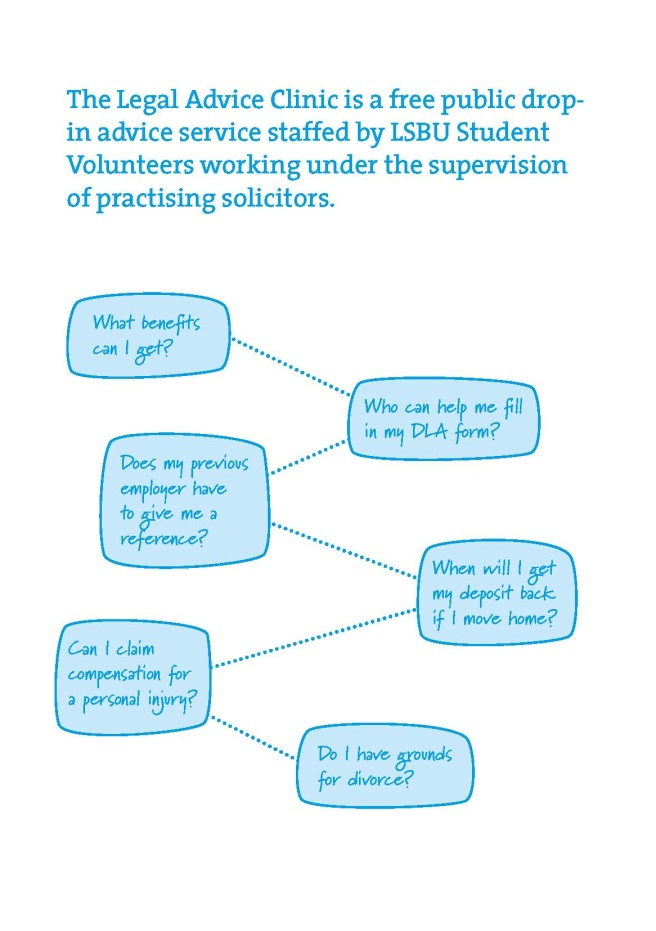 The Legal Advice Clinic is a free public drop-
in advice service staffed by LSBU Student
Volunteers working under the supervision
of practising solicitors.
What benefits
can I get?
Who can help me fill
in my DLA form?
Does my previous
employer have
to give me a
reference?
When will I get
my deposit back
if I move home?
Can I claim
compensation for
a personal injury?
Do I have grounds
for divorce?